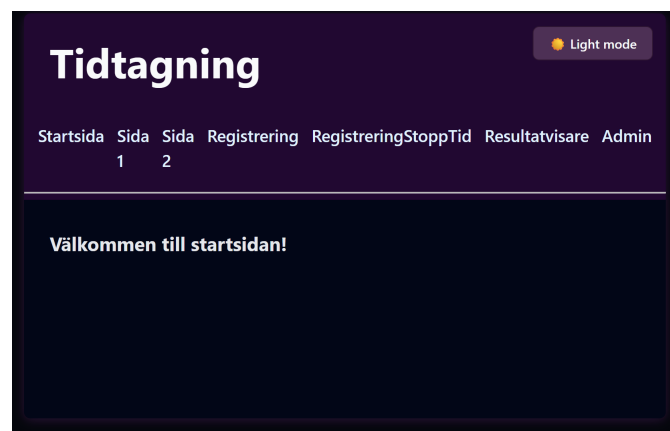 Tidtagning
Light mode
Startsida Sida 1 Sida 2 Registrering RegistreringStoppTid Resultatvisare Admin
Välkommen till startsidan!